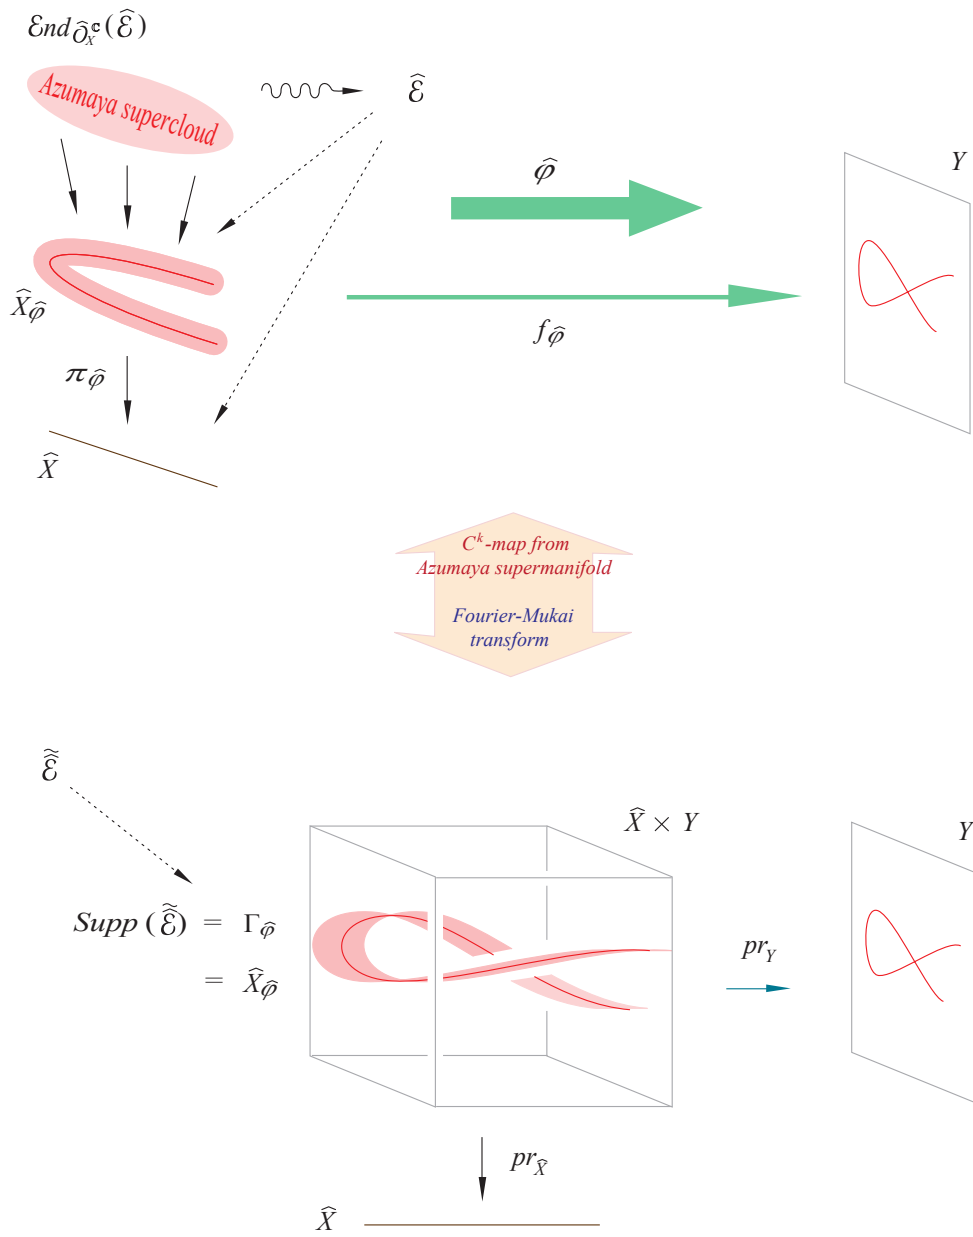 ℰnd_{𝒪̂_X^ℂ}(ℰ̂)
Azumaya supercloud
ℰ̂
φ̂
Y
X̂_φ̂
f_φ̂
π_φ̂
X̂
C^k-map from
Azumaya supermanifold
Fourier-Mukai
transform
ℰ̂̃
X̂ × Y
Y
Supp (ℰ̂̃) = Γ_φ̂
= X̂_φ̂
pr_Y
pr_X̂
X̂